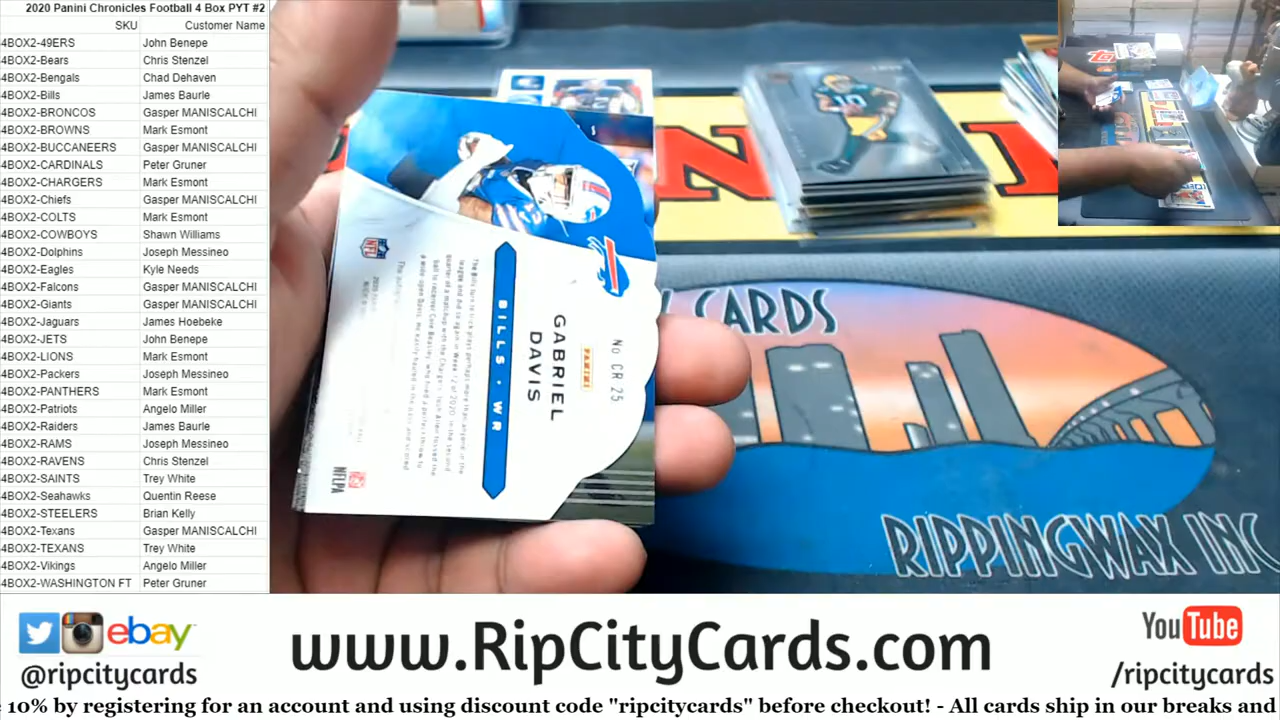 2020 Panini Chronicles Football 4 Box PYT #2
SKU Customer Name
4BOX2-49ERS John Benepe
4BOX2-Bears Chris Stenzel
4BOX2-Bengals Chad Dehaven
4BOX2-Bills James Baurle
4BOX2-BRONCOS Gasper MANISCALCHI
4BOX2-BROWNS Mark Esmont
4BOX2-BUCCANEERS Gasper MANISCALCHI
4BOX2-CARDINALS Peter Gruner
4BOX2-CHARGERS Mark Esmont
4BOX2-Chiefs Gasper MANISCALCHI
4BOX2-COLTS Mark Esmont
4BOX2-COWBOYS Shawn Williams
4BOX2-Dolphins Joseph Messineo
4BOX2-Eagles Kyle Needs
4BOX2-Falcons Gasper MANISCALCHI
4BOX2-Giants Gasper MANISCALCHI
4BOX2-Jaguars James Hoebeke
4BOX2-JETS John Benepe
4BOX2-LIONS Mark Esmont
4BOX2-Packers Joseph Messineo
4BOX2-PANTHERS Mark Esmont
4BOX2-Patriots Angelo Miller
4BOX2-Raiders James Baurle
4BOX2-RAMS Joseph Messineo
4BOX2-RAVENS Chris Stenzel
4BOX2-SAINTS Trey White
4BOX2-Seahawks Quentin Reese
4BOX2-STEELERS Brian Kelly
4BOX2-Texans Gasper MANISCALCHI
4BOX2-TEXANS Trey White
4BOX2-Vikings Angelo Miller
4BOX2-WASHINGTON FT Peter Gruner
NO CR 25
PANINI
GABRIEL
DAVIS
BILLS • WR
NFL
NFLPA
CARDS
RIPPINGWAX INC
ebay
@ripcitycards
www.RipCityCards.com
YouTube
/ripcitycards
10% by registering for an account and using discount code "ripcitycards" before checkout! - All cards ship in our breaks and